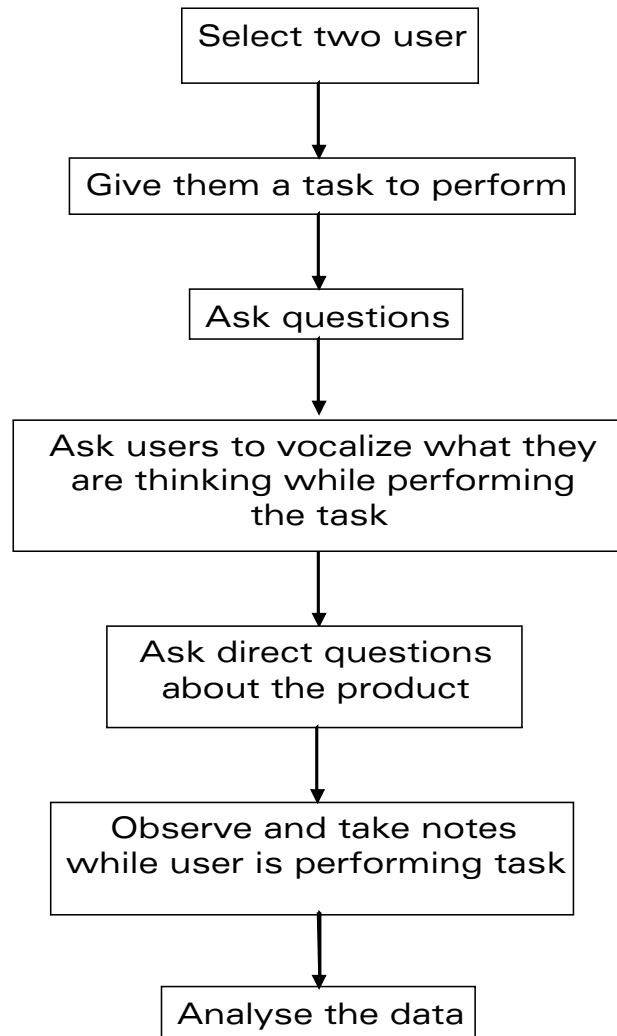 Select two user
Give them a task to perform
Ask questions
Ask users to vocalize what they
are thinking while performing
the task
Ask direct questions
about the product
Observe and take notes
while user is performing task
Analyse the data